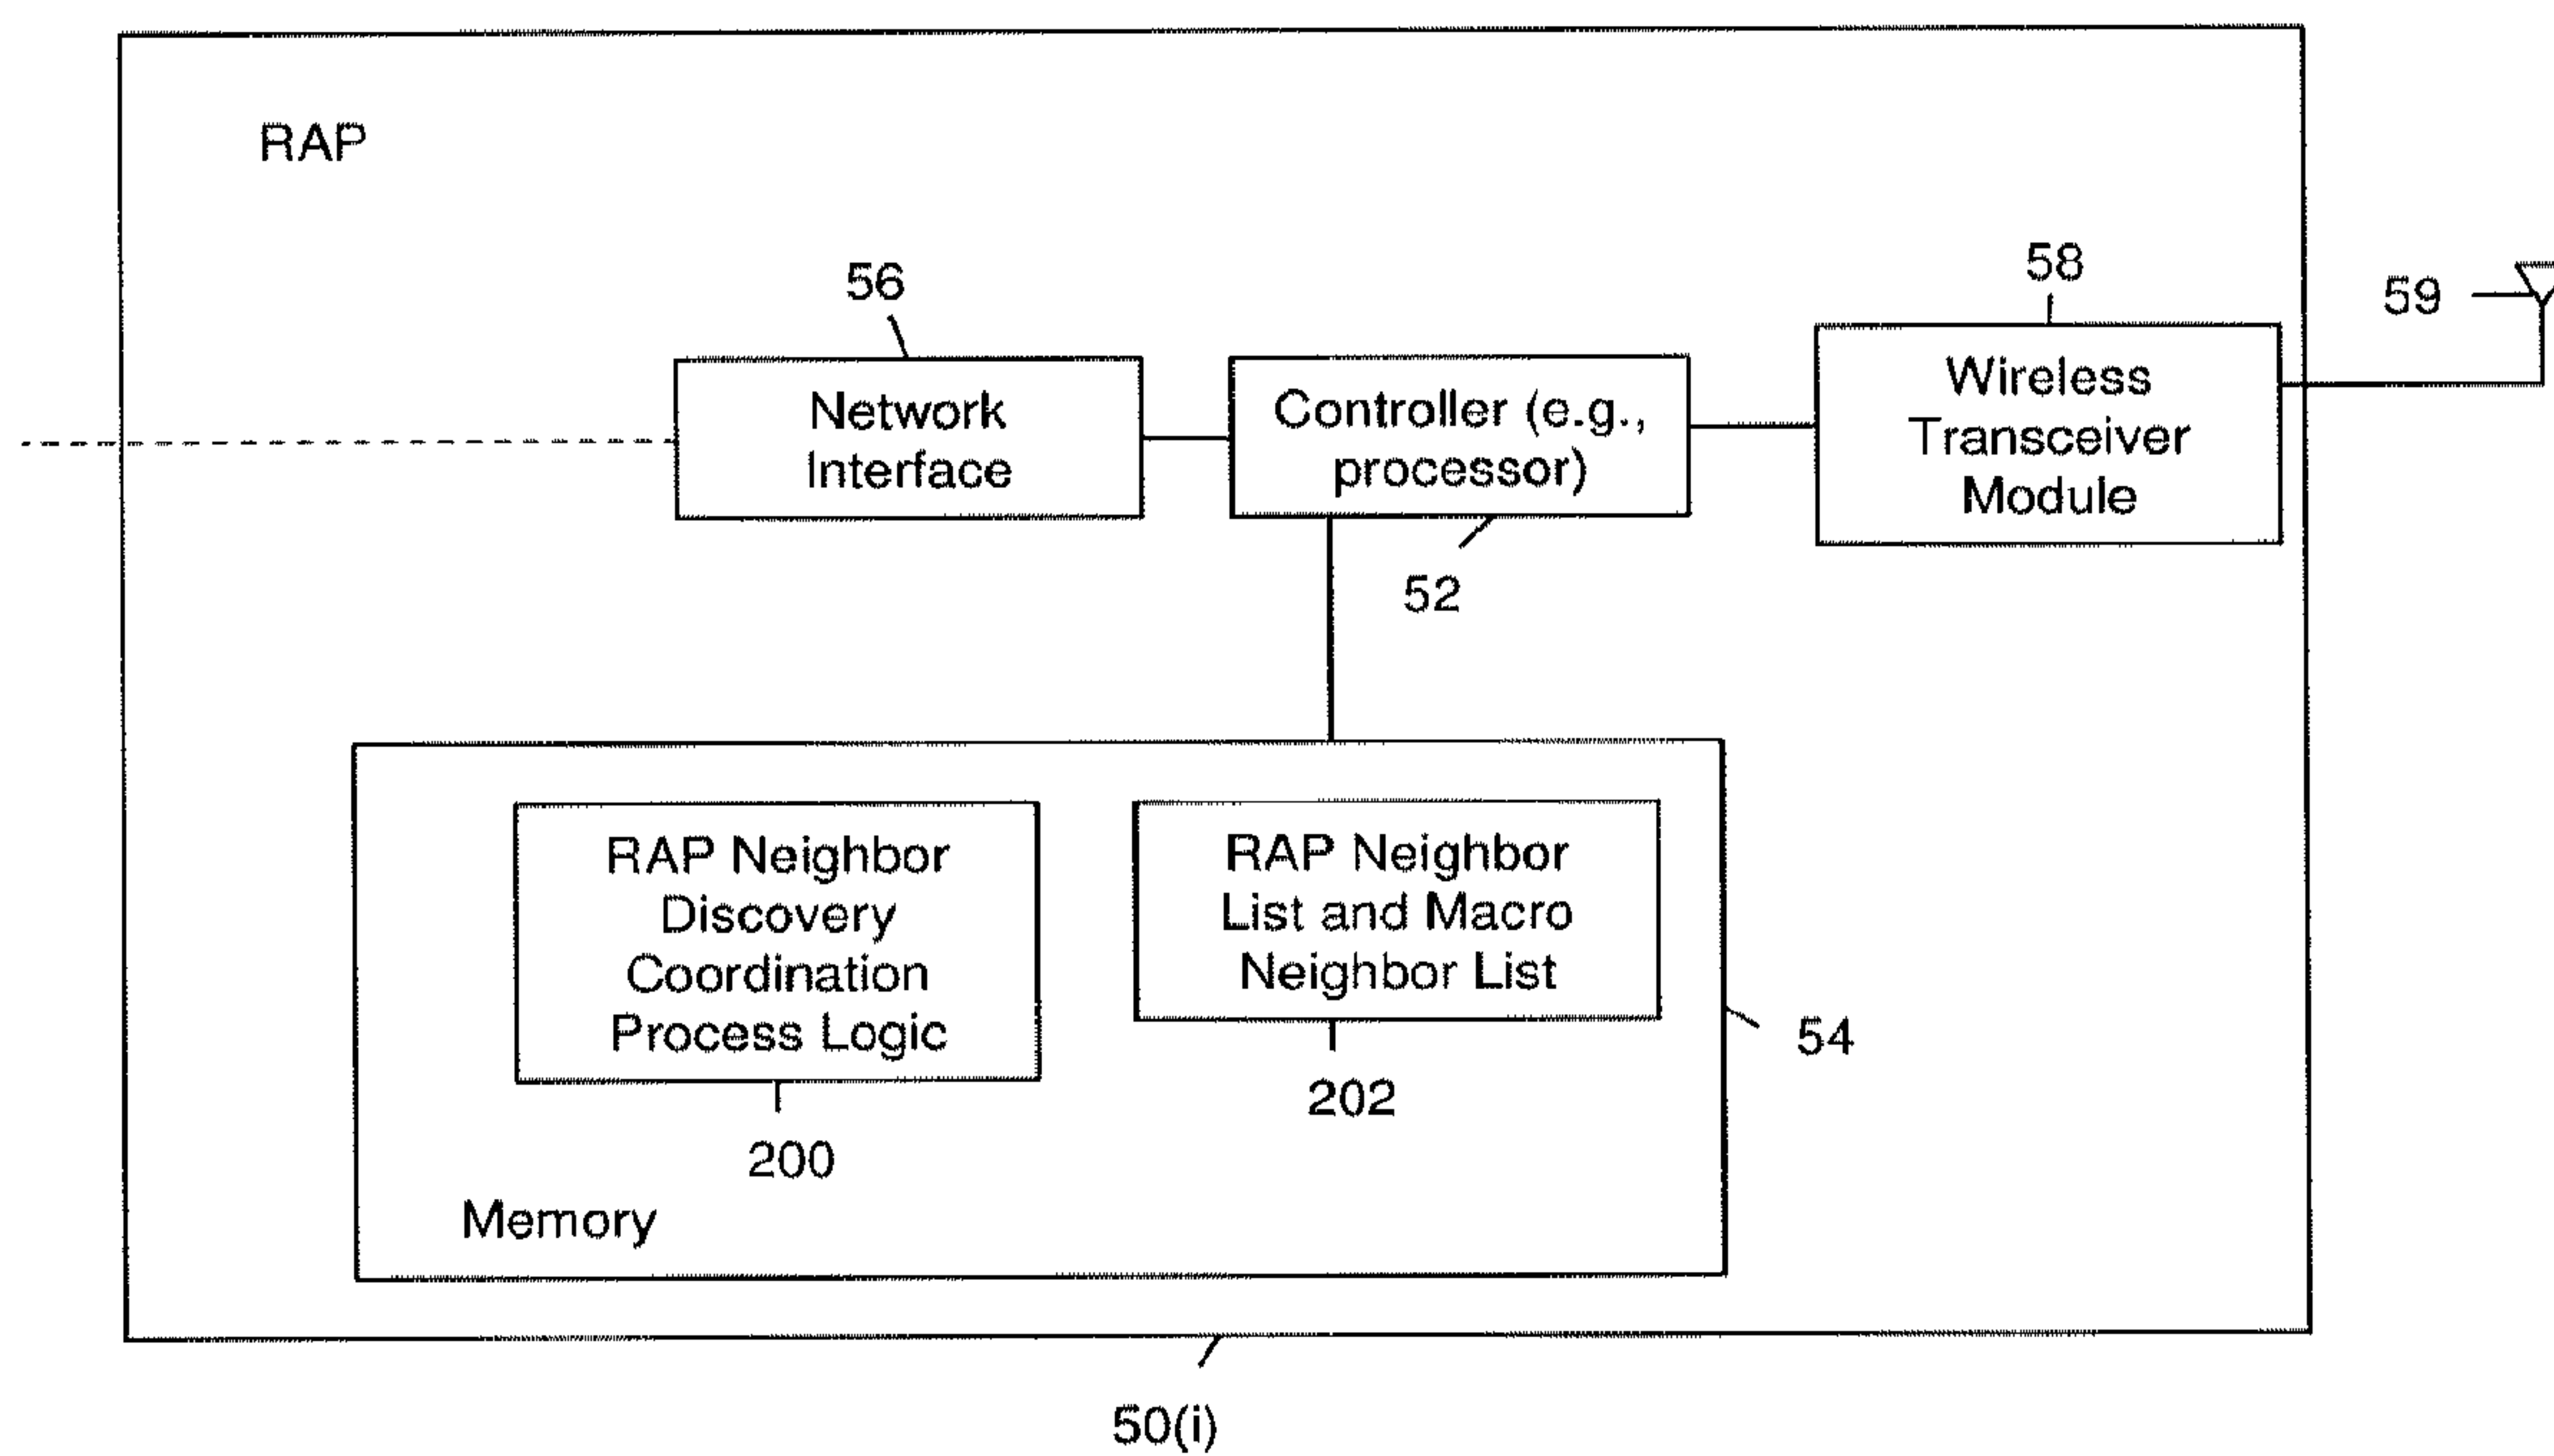 RAP
56
58
59
Network
Interface
Controller (e.g.,
processor)
Wireless
Transceiver
Module
52
RAP Neighbor
Discovery
Coordination
Process Logic
RAP Neighbor
List and Macro
Neighbor List
54
202
200
Memory
50(i)